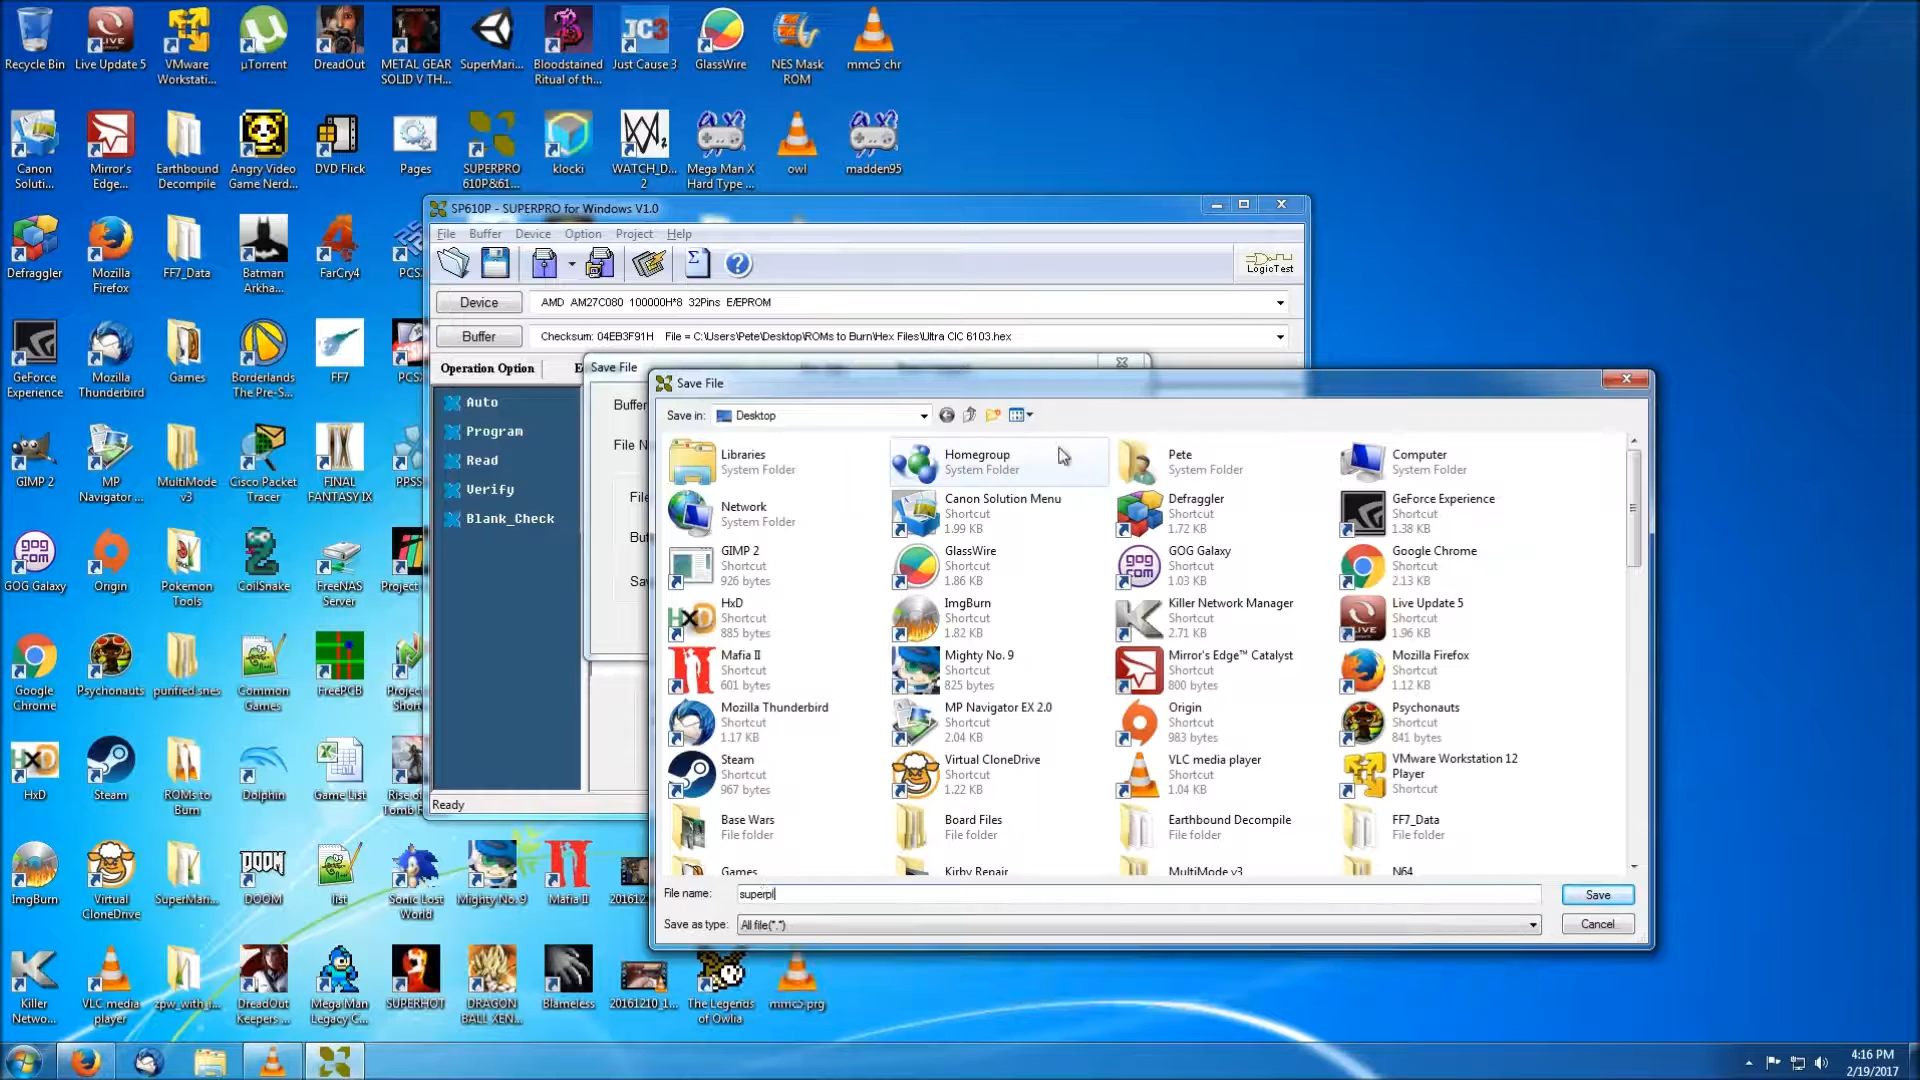 Recycle Bin
Live Update 5
VMware
Workstati...
µTorrent
DreadOut
METAL GEAR
SOLID V TH...
SuperMari...
Bloodstained
Ritual of th...
JC3
Just Cause 3
GlassWire
NES Mask
ROM
mmc5 chr
Canon
Soluti...
Mirror's
Edge...
Earthbound
Decompile
Angry Video
Game Nerd...
DVD Flick
Pages
SUPERPRO
610P&61...
klocki
WATCH_D...
2
Mega Man X
Hard Type ...
owl
madden95
Defraggler
Mozilla
Firefox
FF7_Data
Batman
Arkha...
FarCry4
GeForce
Experience
Mozilla
Thunderbird
Games
Borderlands
The Pre-S...
FF7
GIMP 2
MP
Navigator ...
MultiMode
v3
Cisco Packet
Tracer
FINAL
FANTASY IX
GOG Galaxy
Origin
Pokemon
Tools
CoilSnake
FreeNAS
Server
Project
Google
Chrome
Psychonauts
purified.snes
Common
Games
FreePCB
HxD
Steam
ROMs to
Burn
Dolphin
Game List
Rise of
Tomb R
ImgBurn
Virtual
CloneDrive
SuperMari...
DOOM
list
Sonic Lost
World
Mighty No. 9
Mafia II
Killer
Netwo...
VLC media
player
DreadOut
Keepers ...
Mega Man
Legacy C...
SUPERHOT
DRAGON
BALL XEN...
Blameless
20161210_1...
The Legends
of Owlia
mmc5 prg
SP610P - SUPERPRO for Windows V1.0
File Buffer Device Option Project Help
LogicTest
Device
AMD AM27C080 100000H*8 32Pins E/EPROM
Buffer
Checksum: 04EB3F91H File = C:\Users\Pete\Desktop\ROMs to Burn\Hex Files\Ultra CIC 6103.hex
Operation Option
Auto
Program
Read
Verify
Blank_Check
Ready
Save File
Buffer
File N
File
Buf
Sav
Save File
Save in: Desktop
Libraries
System Folder
Homegroup
System Folder
Pete
System Folder
Computer
System Folder
Network
System Folder
Canon Solution Menu
Shortcut
1.99 KB
Defraggler
Shortcut
1.72 KB
GeForce Experience
Shortcut
1.38 KB
GIMP 2
Shortcut
926 bytes
GlassWire
Shortcut
1.86 KB
GOG Galaxy
Shortcut
1.03 KB
Google Chrome
Shortcut
2.13 KB
HxD
Shortcut
885 bytes
ImgBurn
Shortcut
1.82 KB
Killer Network Manager
Shortcut
2.71 KB
Live Update 5
Shortcut
1.96 KB
Mafia II
Shortcut
601 bytes
Mighty No. 9
Shortcut
825 bytes
Mirror's Edge™ Catalyst
Shortcut
800 bytes
Mozilla Firefox
Shortcut
1.12 KB
Mozilla Thunderbird
Shortcut
1.17 KB
MP Navigator EX 2.0
Shortcut
2.04 KB
Origin
Shortcut
983 bytes
Psychonauts
Shortcut
841 bytes
Steam
Shortcut
967 bytes
Virtual CloneDrive
Shortcut
1.22 KB
VLC media player
Shortcut
1.04 KB
VMware Workstation 12
Player
Shortcut
Base Wars
File folder
Board Files
File folder
Earthbound Decompile
File folder
FF7_Data
File folder
Games
Kirby Repair
MultiMode v3
N64
File name: superpl
Save
Save as type: All file(*.*)
Cancel
4:16 PM
2/19/2017